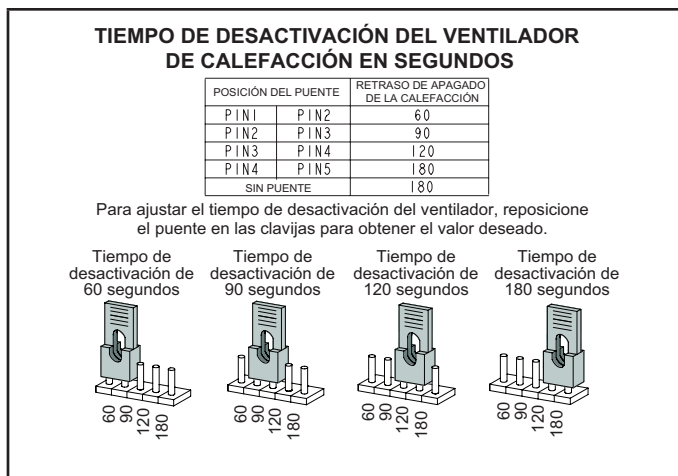 TIEMPO DE DESACTIVACIÓN DEL VENTILADOR
DE CALEFACCIÓN EN SEGUNDOS
POSICIÓN DEL PUENTE RETRASO DE APAGADO
DE LA CALEFACCIÓN
PIN1 PIN2 60
PIN2 PIN3 90
PIN3 PIN4 120
PIN4 PIN5 180
SIN PUENTE 180
Para ajustar el tiempo de desactivación del ventilador, reposicione
el puente en las clavijas para obtener el valor deseado.
Tiempo de
desactivación de
60 segundos
Tiempo de
desactivación de
90 segundos
Tiempo de
desactivación de
120 segundos
Tiempo de
desactivación de
180 segundos
60 90 120 180
60 90 120 180
60 90 120 180
60 90 120 180